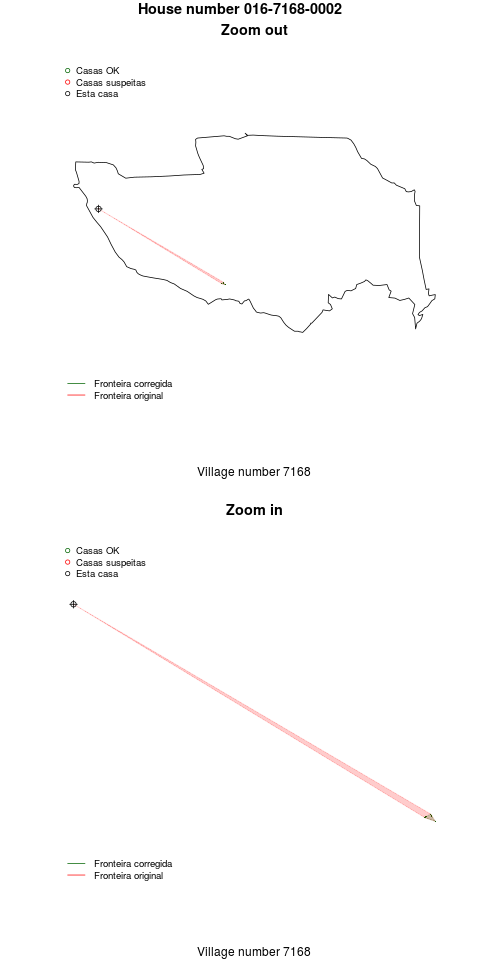 House number 016-7168-0002
Zoom out
Casas OK
Casas suspeitas
Esta casa
Fronteira corregida
Fronteira original
Village number 7168
Zoom in
Casas OK
Casas suspeitas
Esta casa
Fronteira corregida
Fronteira original
Village number 7168